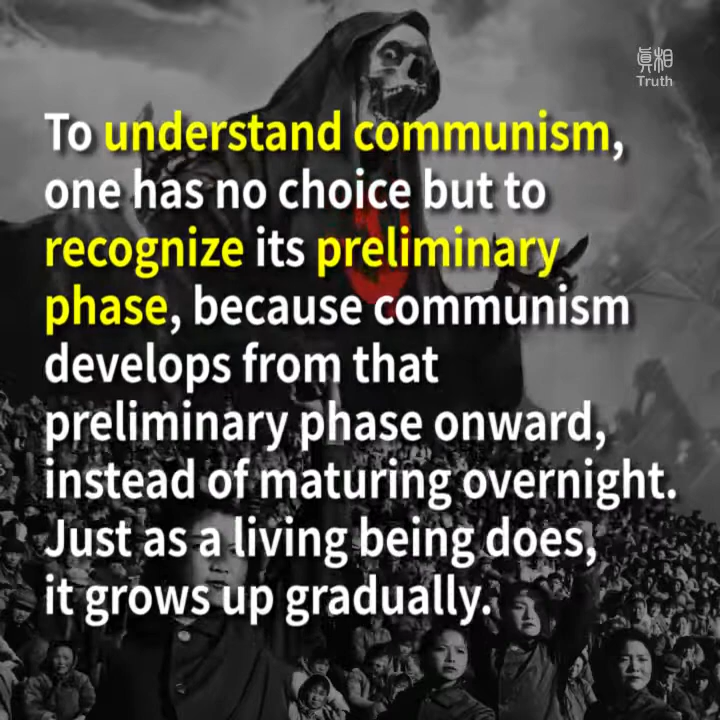 眞相
Truth
To understand communism,
one has no choice but to
recognize its preliminary
phase, because communism
develops from that
preliminary phase onward,
instead of maturing overnight.
Just as a living being does,
it grows up gradually.